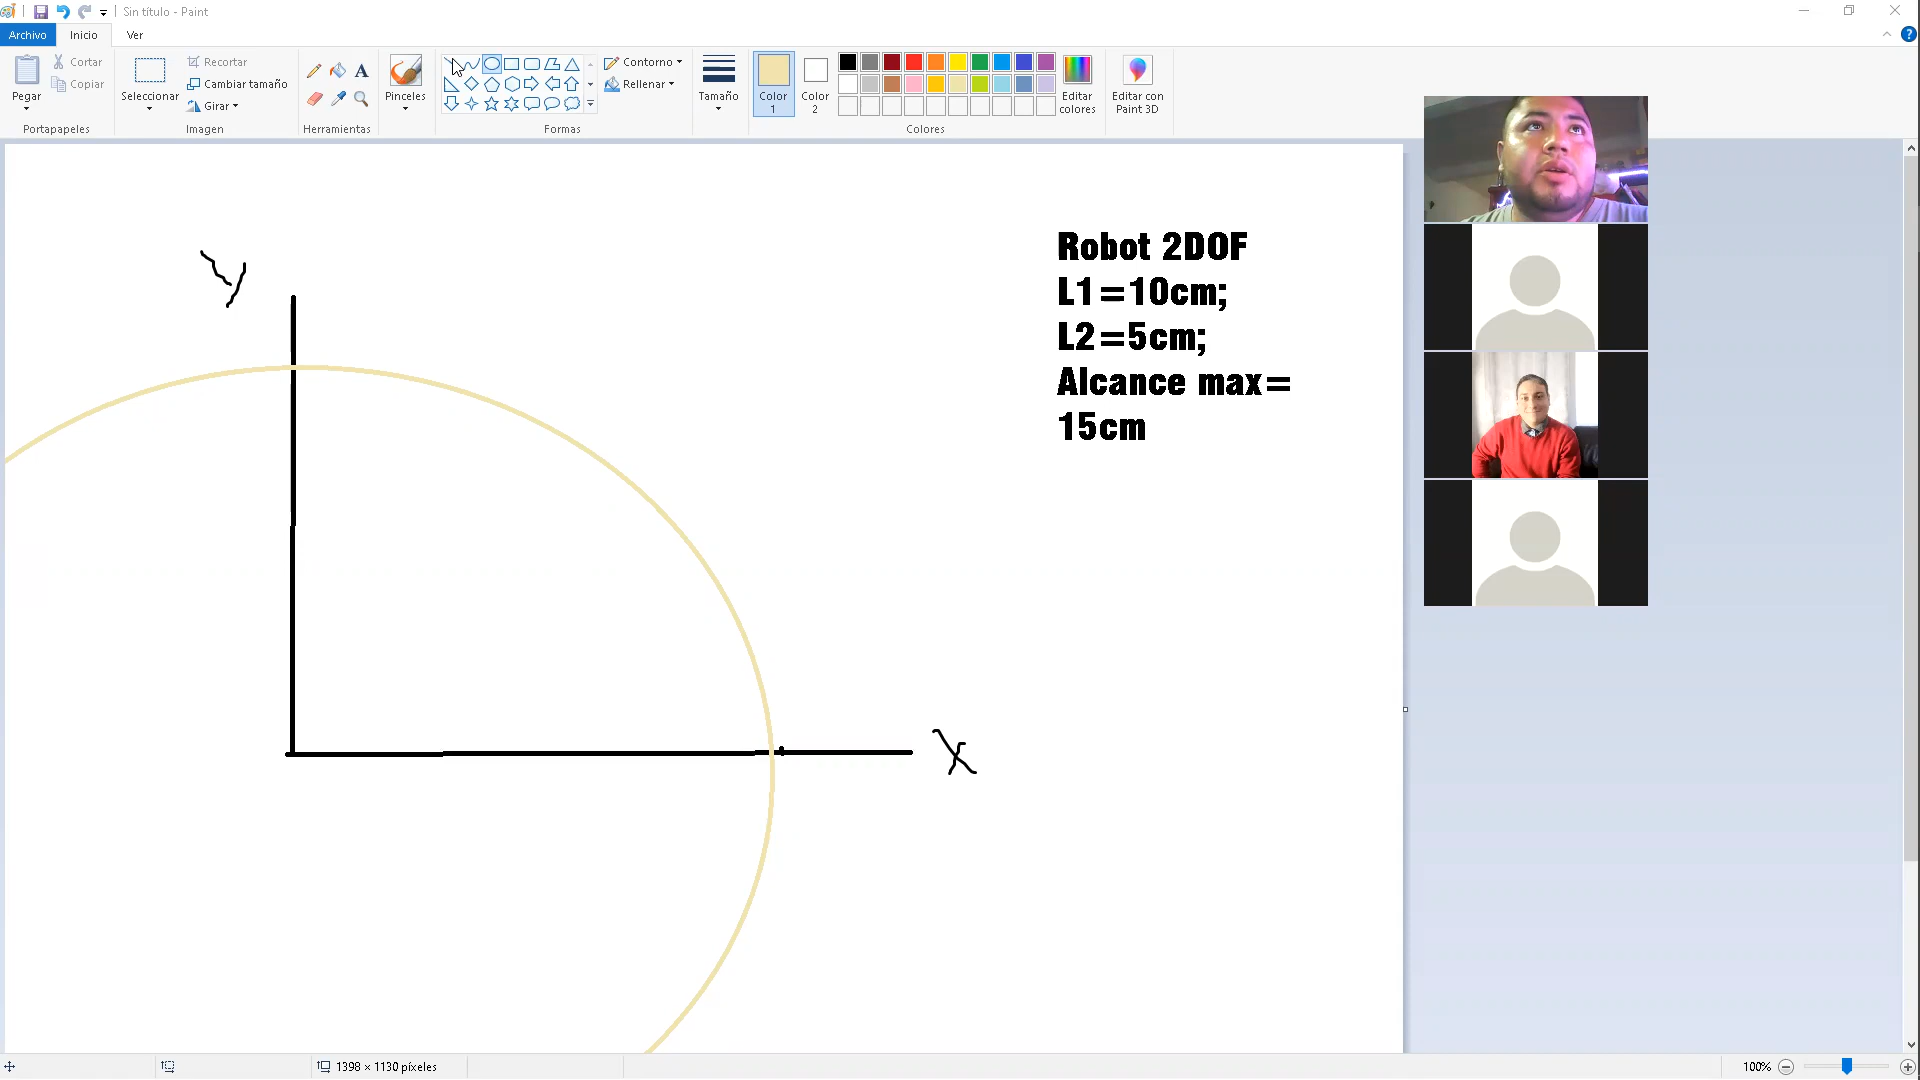 Sin título - Paint
Archivo
Inicio
Ver
Pegar
Cortar
Copiar
Portapapeles
Seleccionar
Recortar
Cambiar tamaño
Girar
Imagen
A
Herramientas
Pinceles
Contorno
Rellenar
Formas
Tamaño
Color
1
Color
2
Editar
colores
Colores
Editar con
Paint 3D
?
y
Robot 2DOF
L1=10cm;
L2=5cm;
Alcance max=
15cm
x
1398 × 1130 píxeles
100%